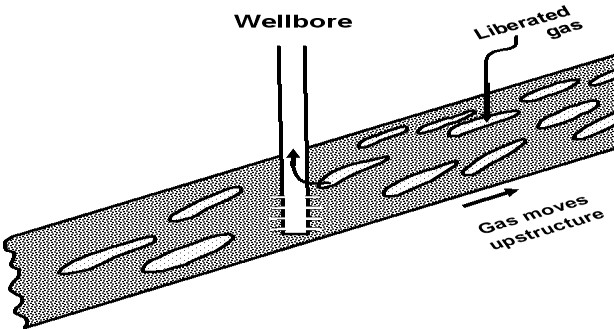 Wellbore
Liberated
gas
Gas moves
upstructure